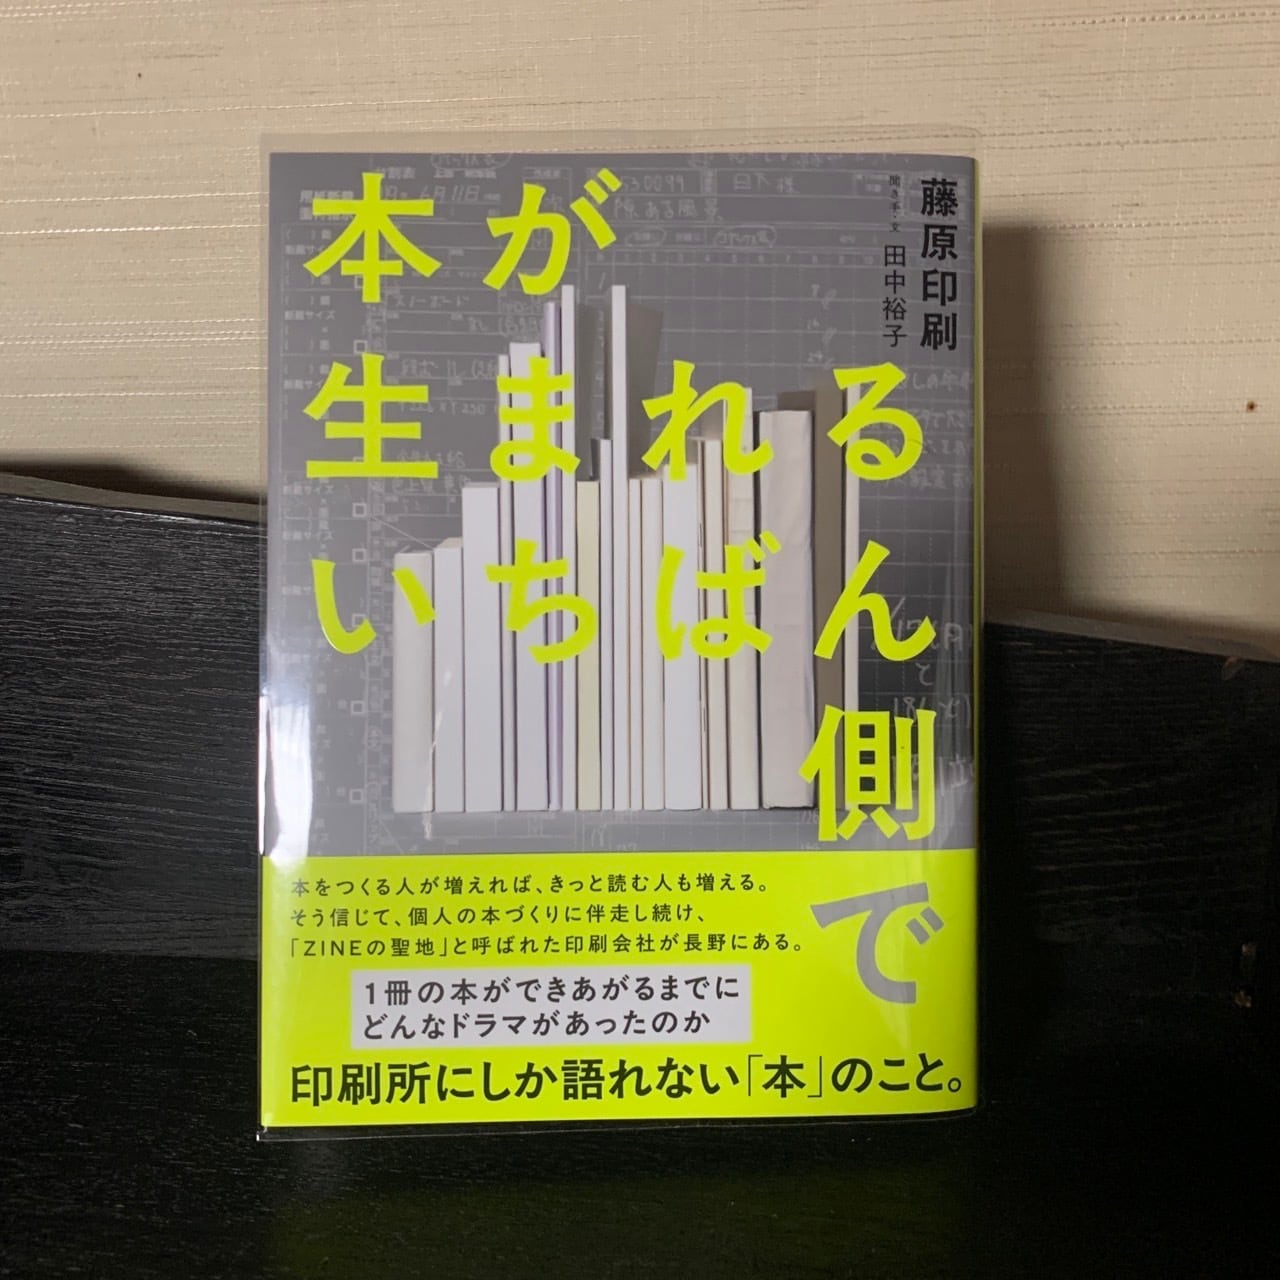 本が
生まれる
いちばん
側
で
藤原印刷
聞き手・文 田中裕子
本をつくる人が増えれば、きっと読む人も増える。
そう信じて、個人の本づくりに伴走し続け、
「ZINEの聖地」と呼ばれた印刷会社が長野にある。
1冊の本ができあがるまでに
どんなドラマがあったのか
印刷所にしか語れない「本」のこと。